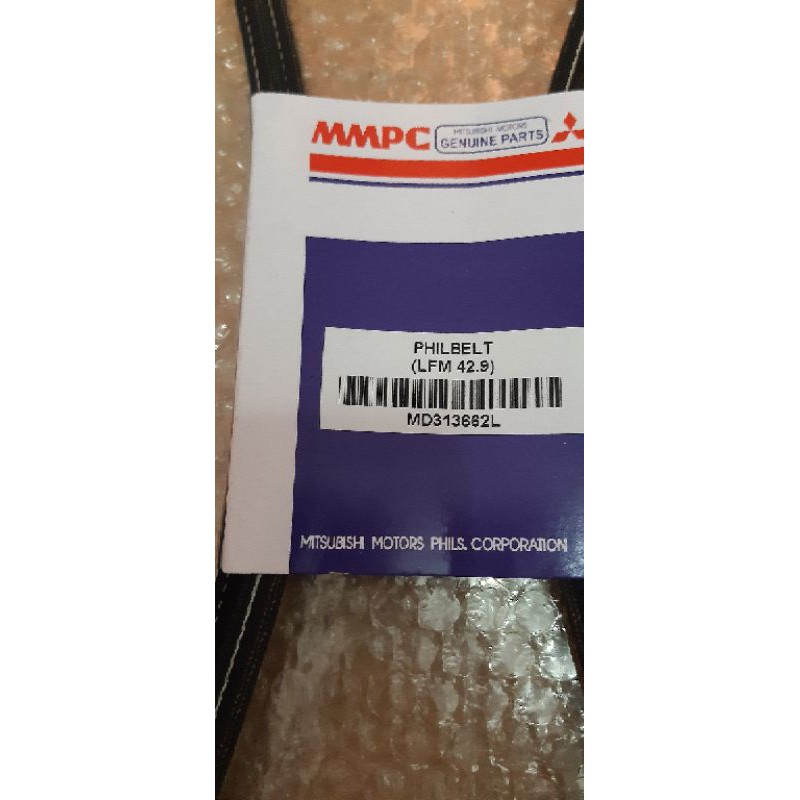 MMPC
MITSUBISHI MOTORS
GENUINE PARTS
PHILBELT
(LFM 42.9)
MD313662L
MITSUBISHI MOTORS PHILS. CORPORATION